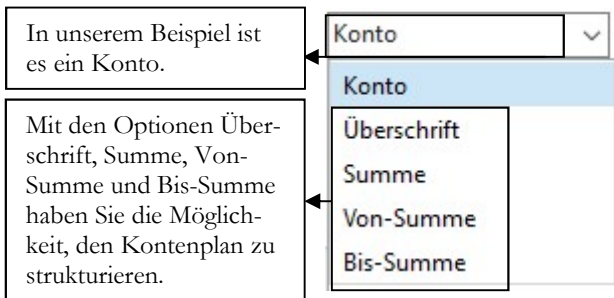 In unserem Beispiel ist
es ein Konto.
Mit den Optionen Über-
schrift, Summe, Von-
Summe und Bis-Summe
haben Sie die Möglich-
keit, den Kontenplan zu
strukturieren.
Konto
Konto
Überschrift
Summe
Von-Summe
Bis-Summe